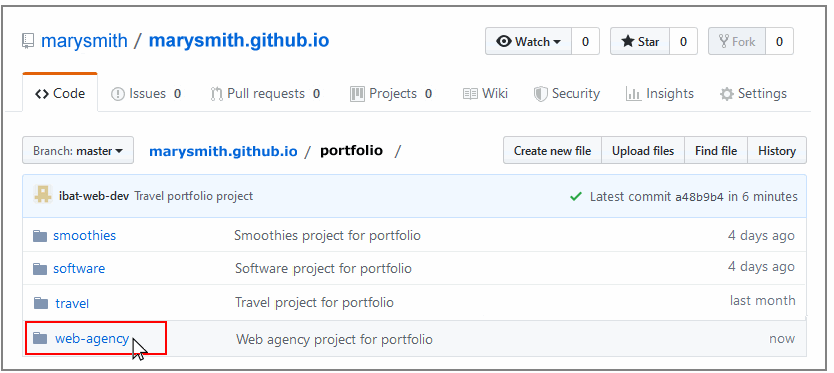 marysmith / marysmith.github.io Watch 0 Star 0 Fork 0
Code Issues 0 Pull requests 0 Projects 0 Wiki Security Insights Settings
Branch: master marysmith.github.io / portfolio / Create new file Upload files Find file History
ibat-web-dev Travel portfolio project Latest commit a48b9b4 in 6 minutes
smoothies Smoothies project for portfolio 4 days ago
software Software project for portfolio 4 days ago
travel Travel project for portfolio last month
web-agency Web agency project for portfolio now